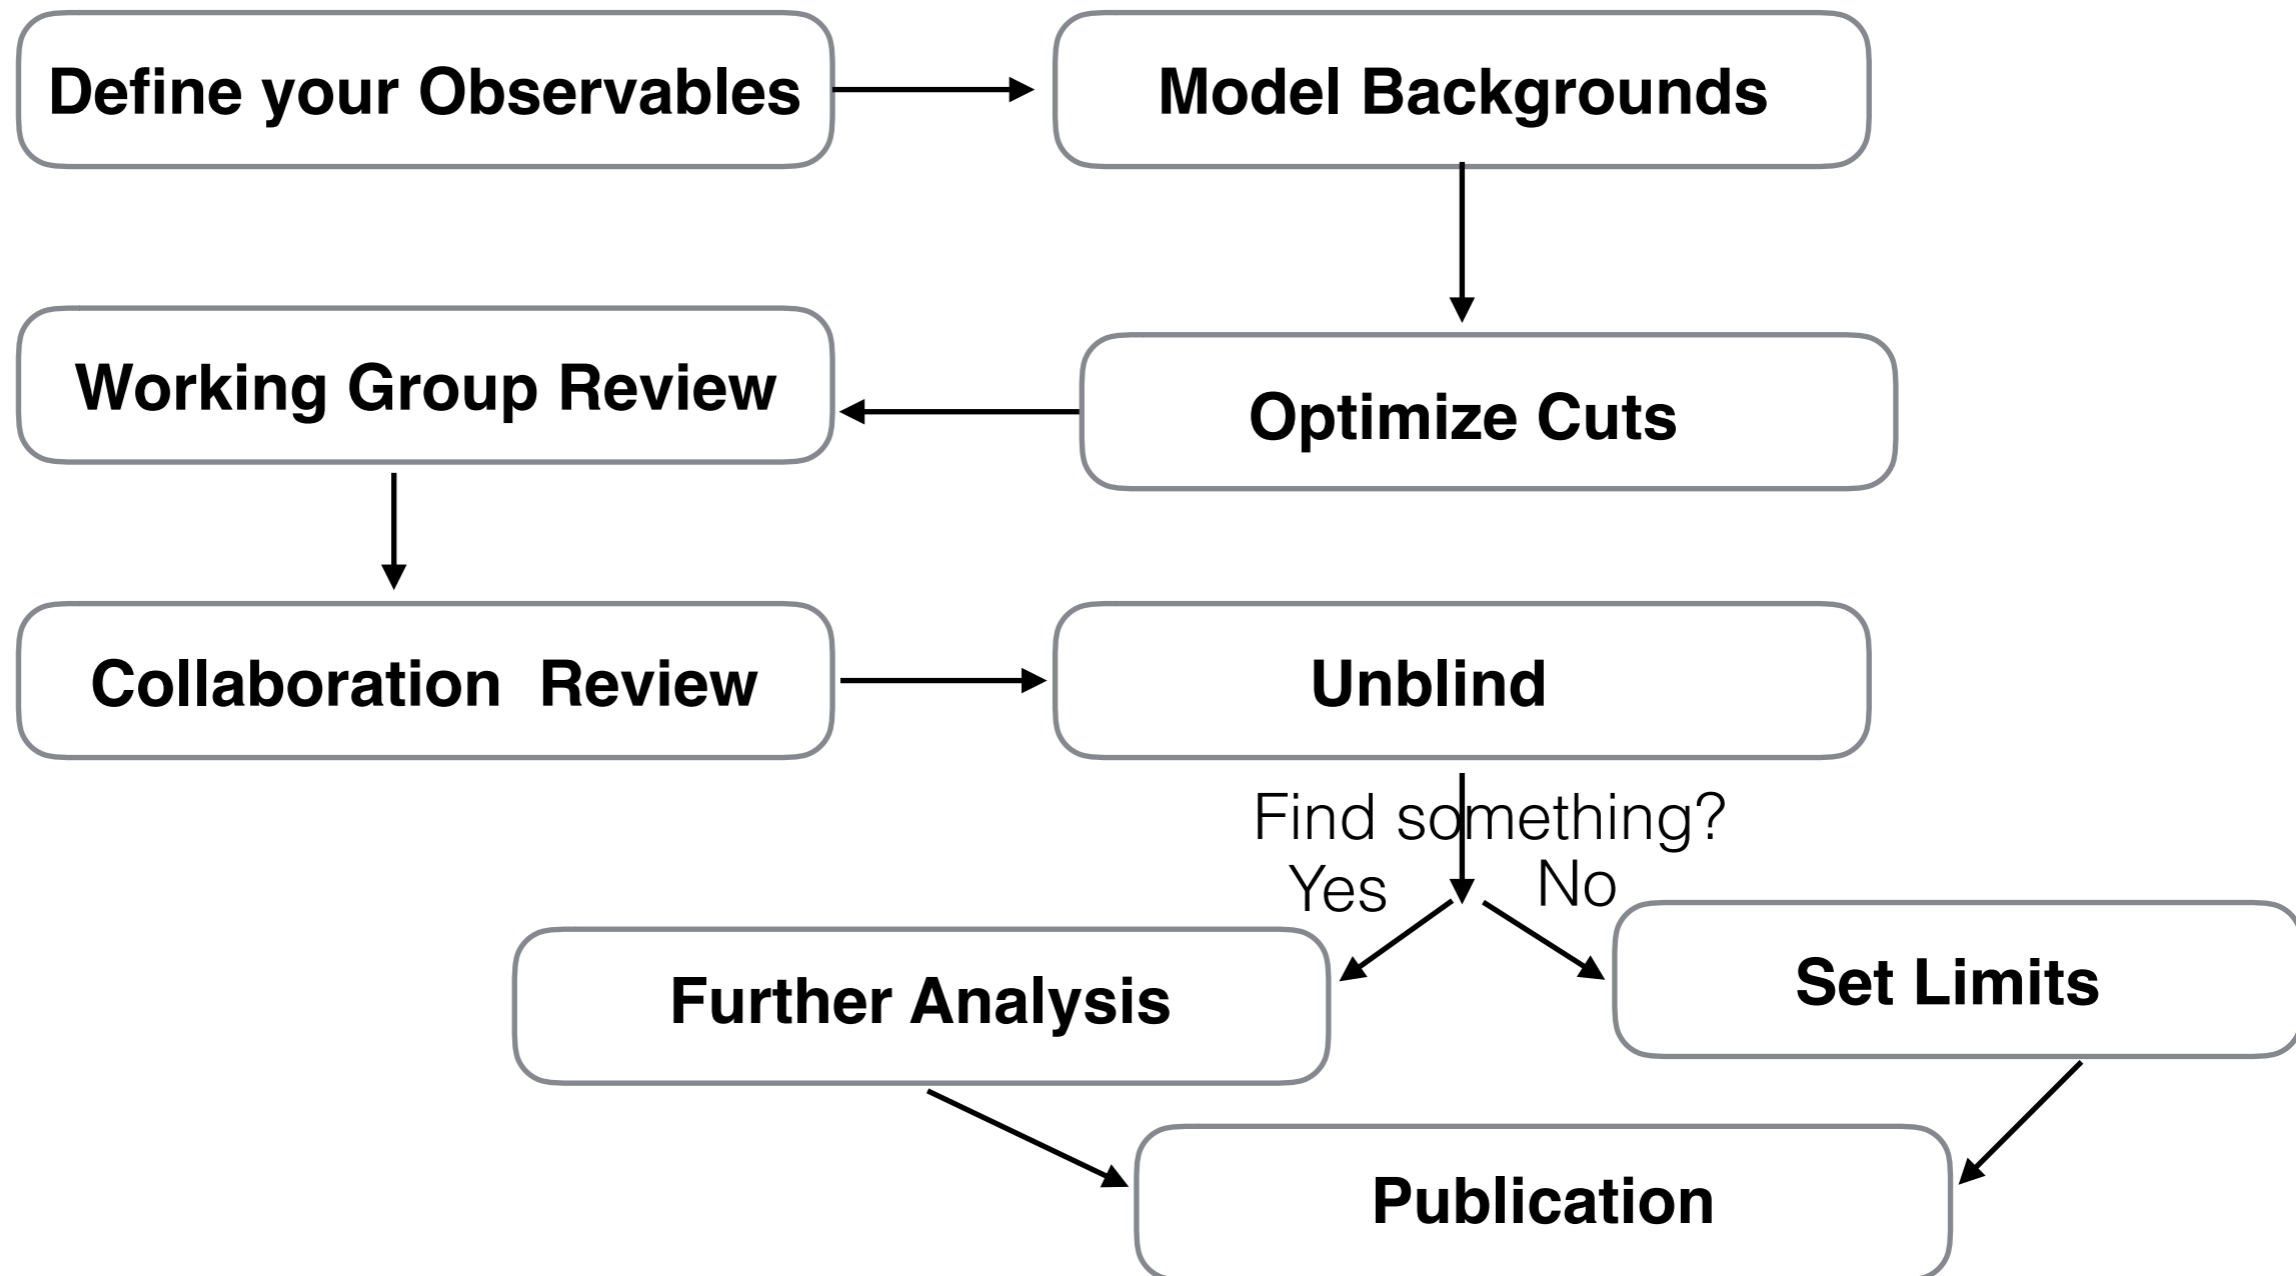 Define your Observables
Model Backgrounds
Working Group Review
Optimize Cuts
Collaboration  Review
Unblind
Find something?
Yes
No
Further Analysis
Set Limits
Publication